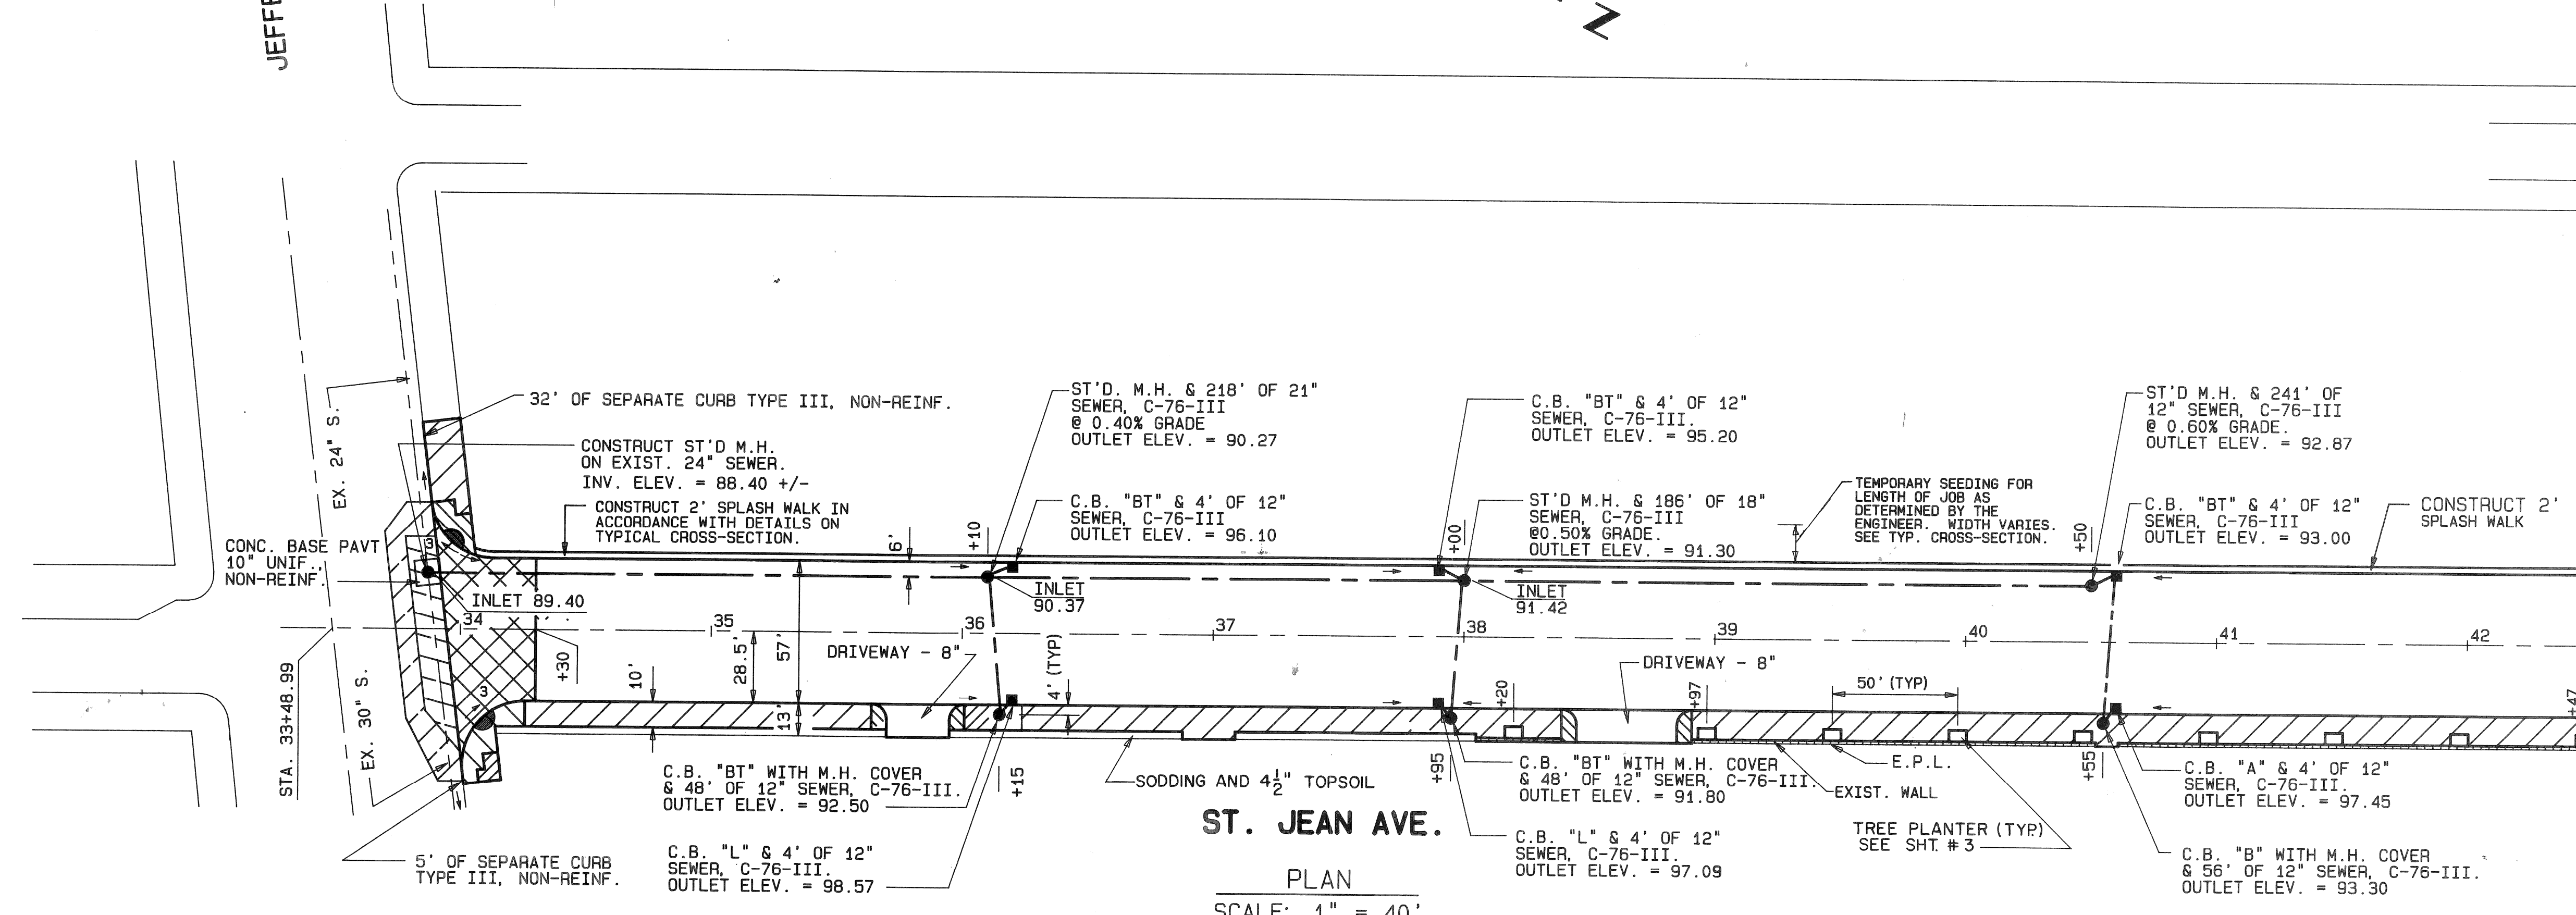 JEFFE
N
32' OF SEPARATE CURB TYPE III, NON-REINF.
CONSTRUCT ST'D M.H.
ON EXIST. 24" SEWER.
INV. ELEV. = 88.40 +/-
CONSTRUCT 2' SPLASH WALK IN
ACCORDANCE WITH DETAILS ON
TYPICAL CROSS-SECTION.
EX. 24" S.
CONC. BASE PAVT
10" UNIF.,
NON-REINF.
INLET 89.40
STA. 33+48.99
EX. 30" S.
5' OF SEPARATE CURB
TYPE III, NON-REINF.
3
3
34
35
36
37
38
39
40
41
42
+30
10'
28.5'
57'
13'
6'
+10
ST'D. M.H. & 218' OF 21"
SEWER, C-76-III
@ 0.40% GRADE
OUTLET ELEV. = 90.27
C.B. "BT" & 4' OF 12"
SEWER, C-76-III
OUTLET ELEV. = 96.10
INLET
90.37
DRIVEWAY - 8"
4' (TYP)
+15
C.B. "BT" WITH M.H. COVER
& 48' OF 12" SEWER, C-76-III.
OUTLET ELEV. = 92.50
C.B. "L" & 4' OF 12"
SEWER, C-76-III.
OUTLET ELEV. = 98.57
SODDING AND 4½" TOPSOIL
C.B. "BT" & 4' OF 12"
SEWER, C-76-III.
OUTLET ELEV. = 95.20
+00
ST'D M.H. & 186' OF 18"
SEWER, C-76-III
@0.50% GRADE.
OUTLET ELEV. = 91.30
INLET
91.42
DRIVEWAY - 8"
+95
+20
+97
50' (TYP)
C.B. "BT" WITH M.H. COVER
& 48' OF 12" SEWER, C-76-III.
OUTLET ELEV. = 91.80
C.B. "L" & 4' OF 12"
SEWER, C-76-III.
OUTLET ELEV. = 97.09
E.P.L.
EXIST. WALL
TREE PLANTER (TYP.)
SEE SHT. # 3
TEMPORARY SEEDING FOR
LENGTH OF JOB AS
DETERMINED BY THE
ENGINEER. WIDTH VARIES.
SEE TYP. CROSS-SECTION.
+50
ST'D M.H. & 241' OF
12" SEWER, C-76-III
@ 0.60% GRADE.
OUTLET ELEV. = 92.87
C.B. "BT" & 4' OF 12"
SEWER, C-76-III
OUTLET ELEV. = 93.00
CONSTRUCT 2'
SPLASH WALK
+55
+47
C.B. "A" & 4' OF 12"
SEWER, C-76-III.
OUTLET ELEV. = 97.45
C.B. "B" WITH M.H. COVER
& 56' OF 12" SEWER, C-76-III.
OUTLET ELEV. = 93.30
ST. JEAN AVE.
PLAN
SCALE: 1" = 40'